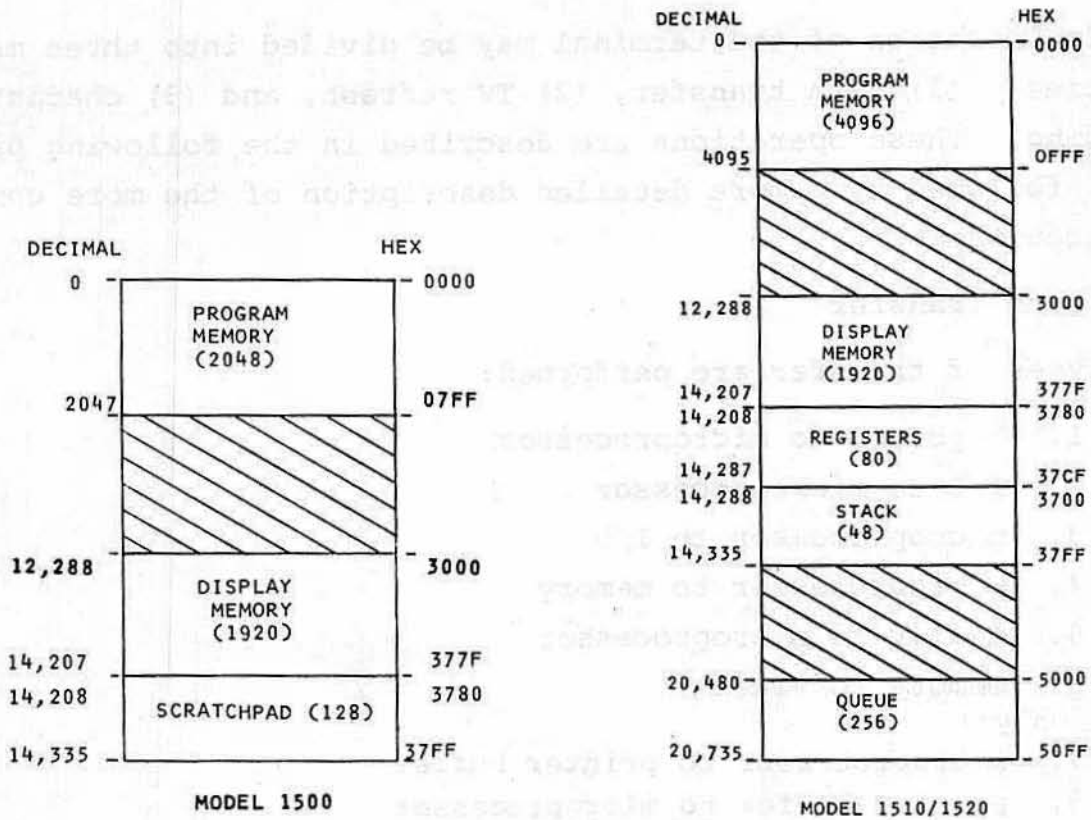 DECIMAL HEX
0 0000
PROGRAM
MEMORY
(2048)
2047 07FF
12,288 3000
DISPLAY
MEMORY
(1920)
14,207 377F
14,208 3780
SCRATCHPAD (128)
14,335 37FF
MODEL 1500
DECIMAL HEX
0 0000
PROGRAM
MEMORY
(4096)
4095 0FFF
12,288 3000
DISPLAY
MEMORY
(1920)
14,207 377F
14,208 3780
REGISTERS
(80)
14,287 37CF
14,288 3700
STACK
(48)
14,335 37FF
20,480 5000
QUEUE
(256)
20,735 50FF
MODEL 1510/1520